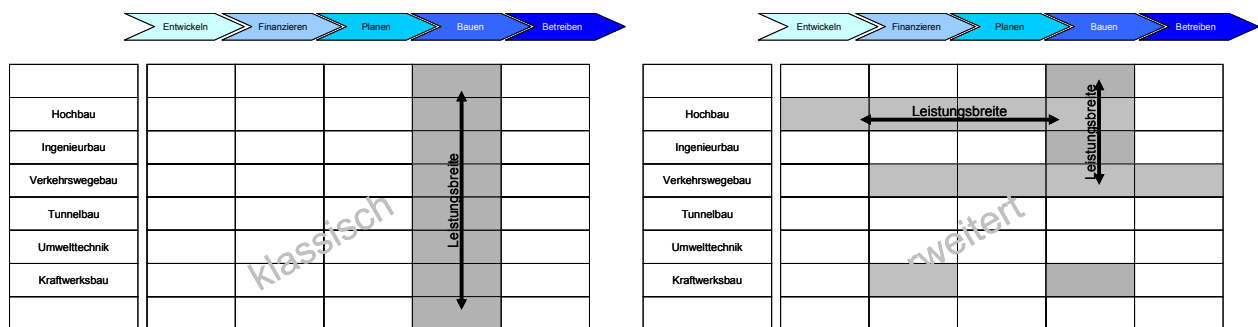 Entwickeln Finanzieren Planen Bauen Betreiben
Hochbau
Ingenieurbau
Verkehrswegebau
Tunnelbau
Umwelttechnik
Kraftwerksbau
Leistungsbreite
klassisch
Entwickeln Finanzieren Planen Bauen Betreiben
Hochbau
Ingenieurbau
Verkehrswegebau
Tunnelbau
Umwelttechnik
Kraftwerksbau
Leistungsbreite
Leistungsbreite
rweitert